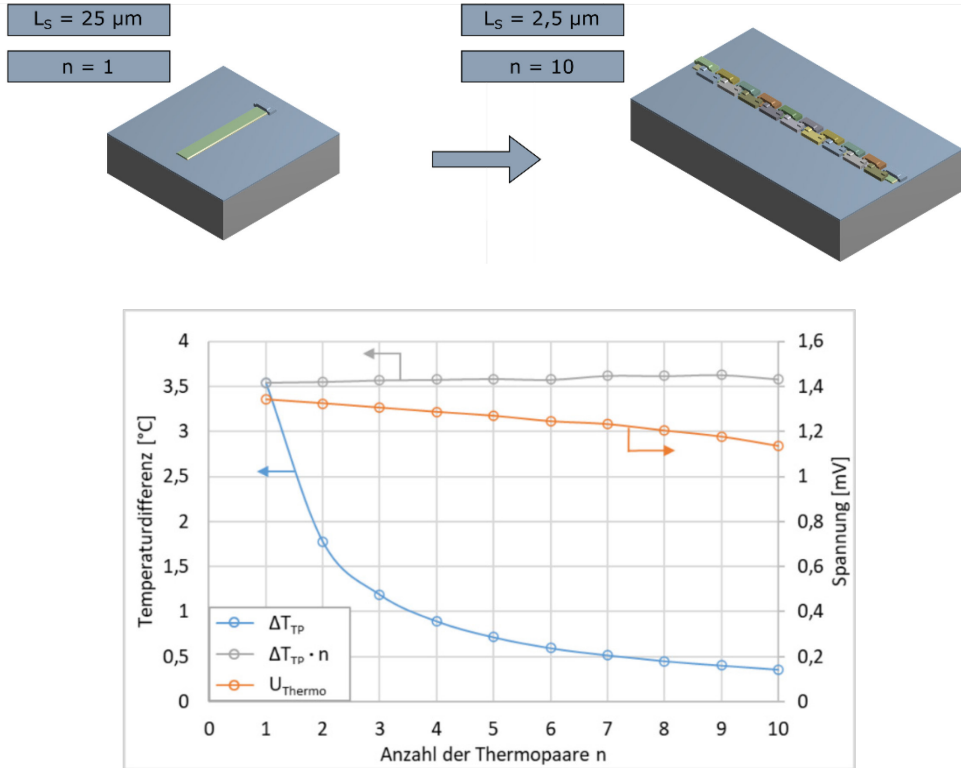 L_S = 25 µm
n = 1
L_S = 2,5 µm
n = 10
4
3,5
3
2,5
2
1,5
1
0,5
0
Temperaturdifferenz [°C]
1,6
1,4
1,2
1
0,8
0,6
0,4
0,2
0
Spannung [mV]
ΔT_TP
ΔT_TP · n
U_Thermo
0 1 2 3 4 5 6 7 8 9 10
Anzahl der Thermopaare n